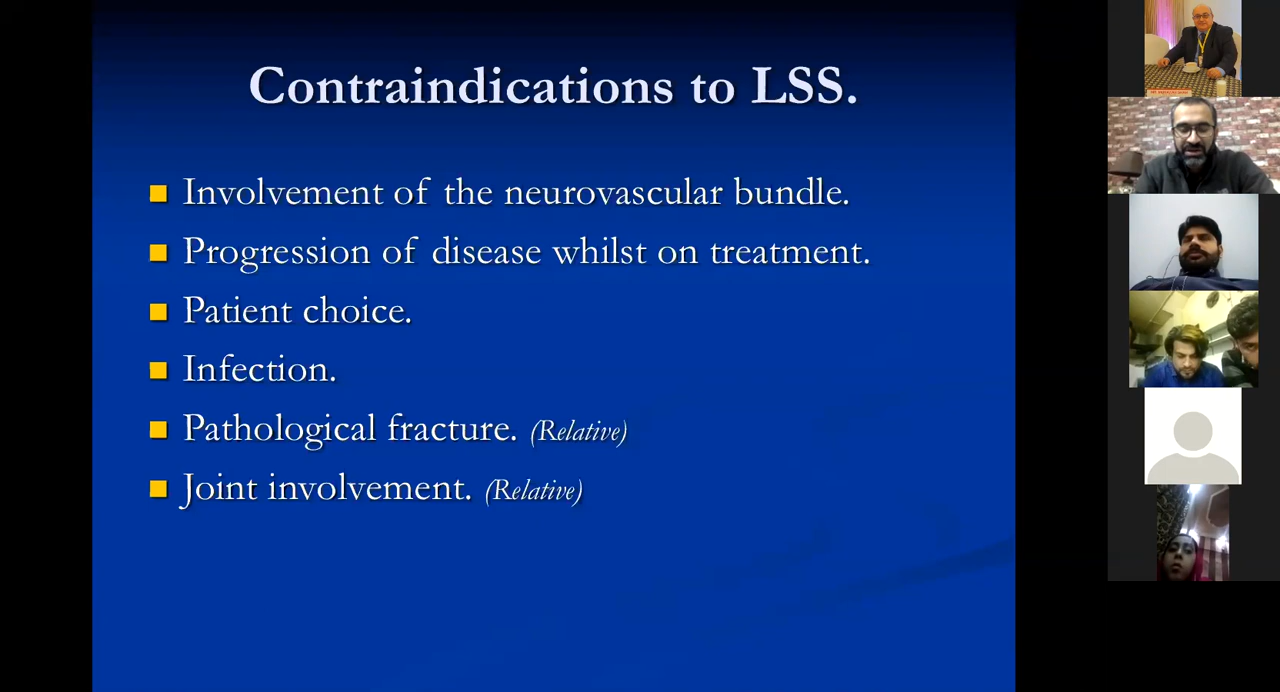 Contraindications to LSS.
Involvement of the neurovascular bundle.
Progression of disease whilst on treatment.
Patient choice.
Infection.
Pathological fracture. (Relative)
Joint involvement. (Relative)